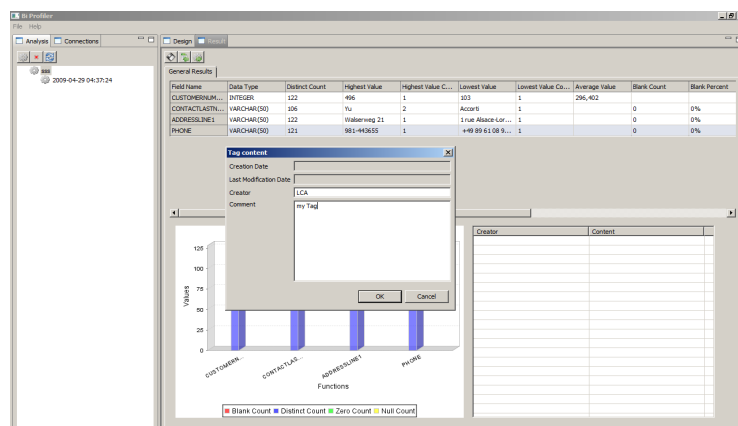 Bi Profiler
File Help
Analysis Connections Design Result
aaa
2009-04-29 04:37:24
General Results
Field Name Data Type Distinct Count Highest Value Highest Value C... Lowest Value Lowest Value Co... Average Value Blank Count Blank Percent
CUSTOMERNUM... INTEGER 122 496 1 103 1 296,402
CONTACTLASTN... VARCHAR(50) 106 Yu 2 Accorti 1 0 0%
ADDRESSLINE1 VARCHAR(50) 122 Walserweg 21 1 1 rue Alsace-Lor... 1 0 0%
PHONE VARCHAR(50) 121 981-443655 1 +49 89 61 08 9... 1 0 0%
Tag content
Creation Date
Last Modification Date
Creator LCA
Comment my Tag
OK Cancel
Creator Content
125
100
75
50
25
0
Values
CUSTOMERN... CONTACTLAS... ADDRESSLINE1 PHONE
Functions
Blank Count Distinct Count Zero Count Null Count